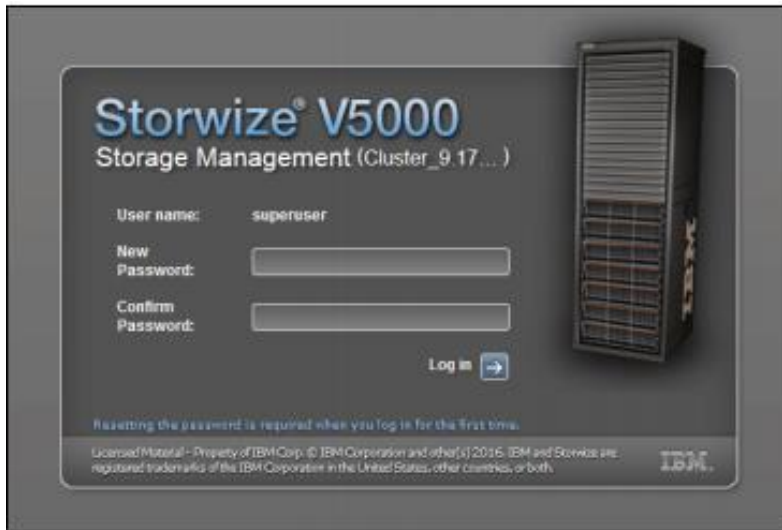 Storwize® V5000
Storage Management (Cluster_9.17... )
User name: superuser
New
Password:
Confirm
Password:
Log in
Resetting the password is required when you log in for the first time.
Licensed Material - Property of IBM Corp. © IBM Corporation and other(s) 2016. IBM and Storwize are
registered trademarks of the IBM Corporation in the United States, other countries, or both.
IBM.
IBM